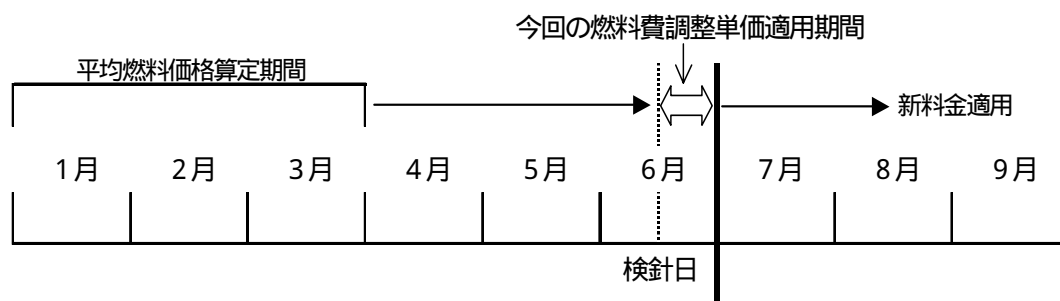 今回の燃料費調整単価適用期間
平均燃料価格算定期間
新料金適用
1月 2月 3月 4月 5月 6月 7月 8月 9月
検針日